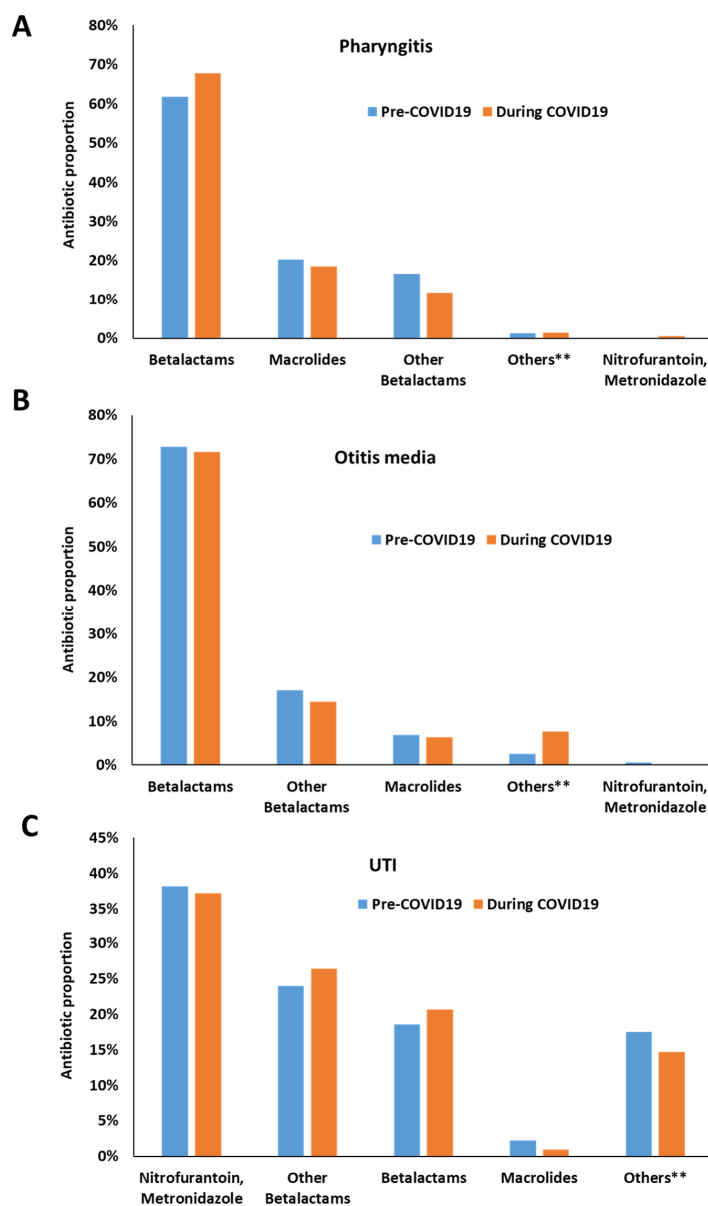 A
Pharyngitis
Pre-COVID19 During COVID19
Antibiotic proportion
80%
70%
60%
50%
40%
30%
20%
10%
0%
Betalactams Macrolides Other Others** Nitrofurantoin,
Betalactams Metronidazole
B
Otitis media
Pre-COVID19 During COVID19
Antibiotic proportion
80%
70%
60%
50%
40%
30%
20%
10%
0%
Betalactams Other Macrolides Others** Nitrofurantoin,
Betalactams Metronidazole
C
UTI
Pre-COVID19 During COVID19
Antibiotic proportion
45%
40%
35%
30%
25%
20%
15%
10%
5%
0%
Nitrofurantoin, Other Betalactams Macrolides Others**
Metronidazole Betalactams